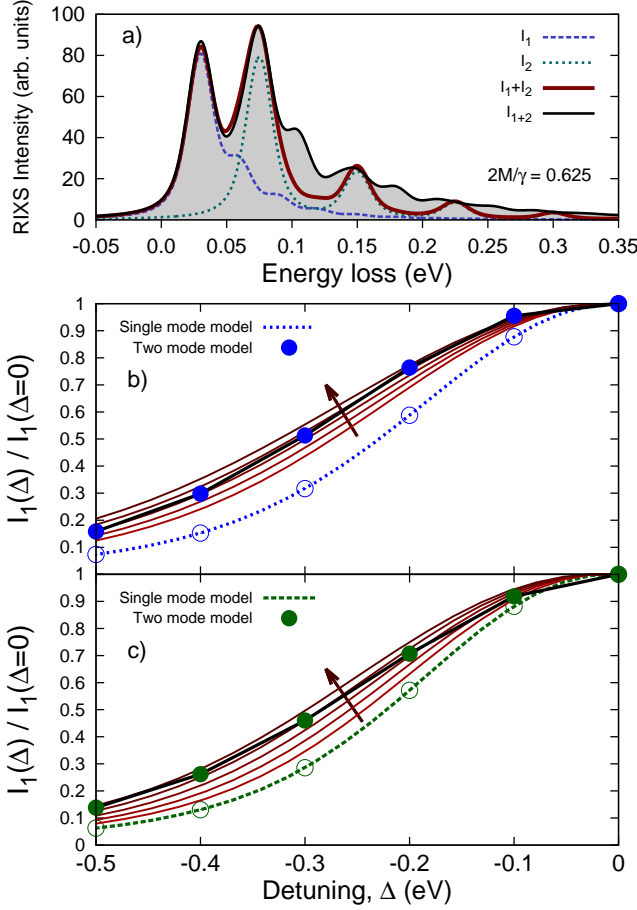 a)
RIXS Intensity (arb. units)
100
80
60
40
20
0
I1
I2
I1+I2
I1+2
2M/γ = 0.625
-0.05 0.0 0.05 0.1 0.15 0.2 0.25 0.3 0.35
Energy loss (eV)
b)
I1(Δ) / I1(Δ=0)
1
0.9
0.8
0.7
0.6
0.5
0.4
0.3
0.2
0.1
Single mode model
Two mode model
c)
I1(Δ) / I1(Δ=0)
1
0.9
0.8
0.7
0.6
0.5
0.4
0.3
0.2
0.1
0
Single mode model
Two mode model
-0.5 -0.4 -0.3 -0.2 -0.1 0
Detuning, Δ (eV)